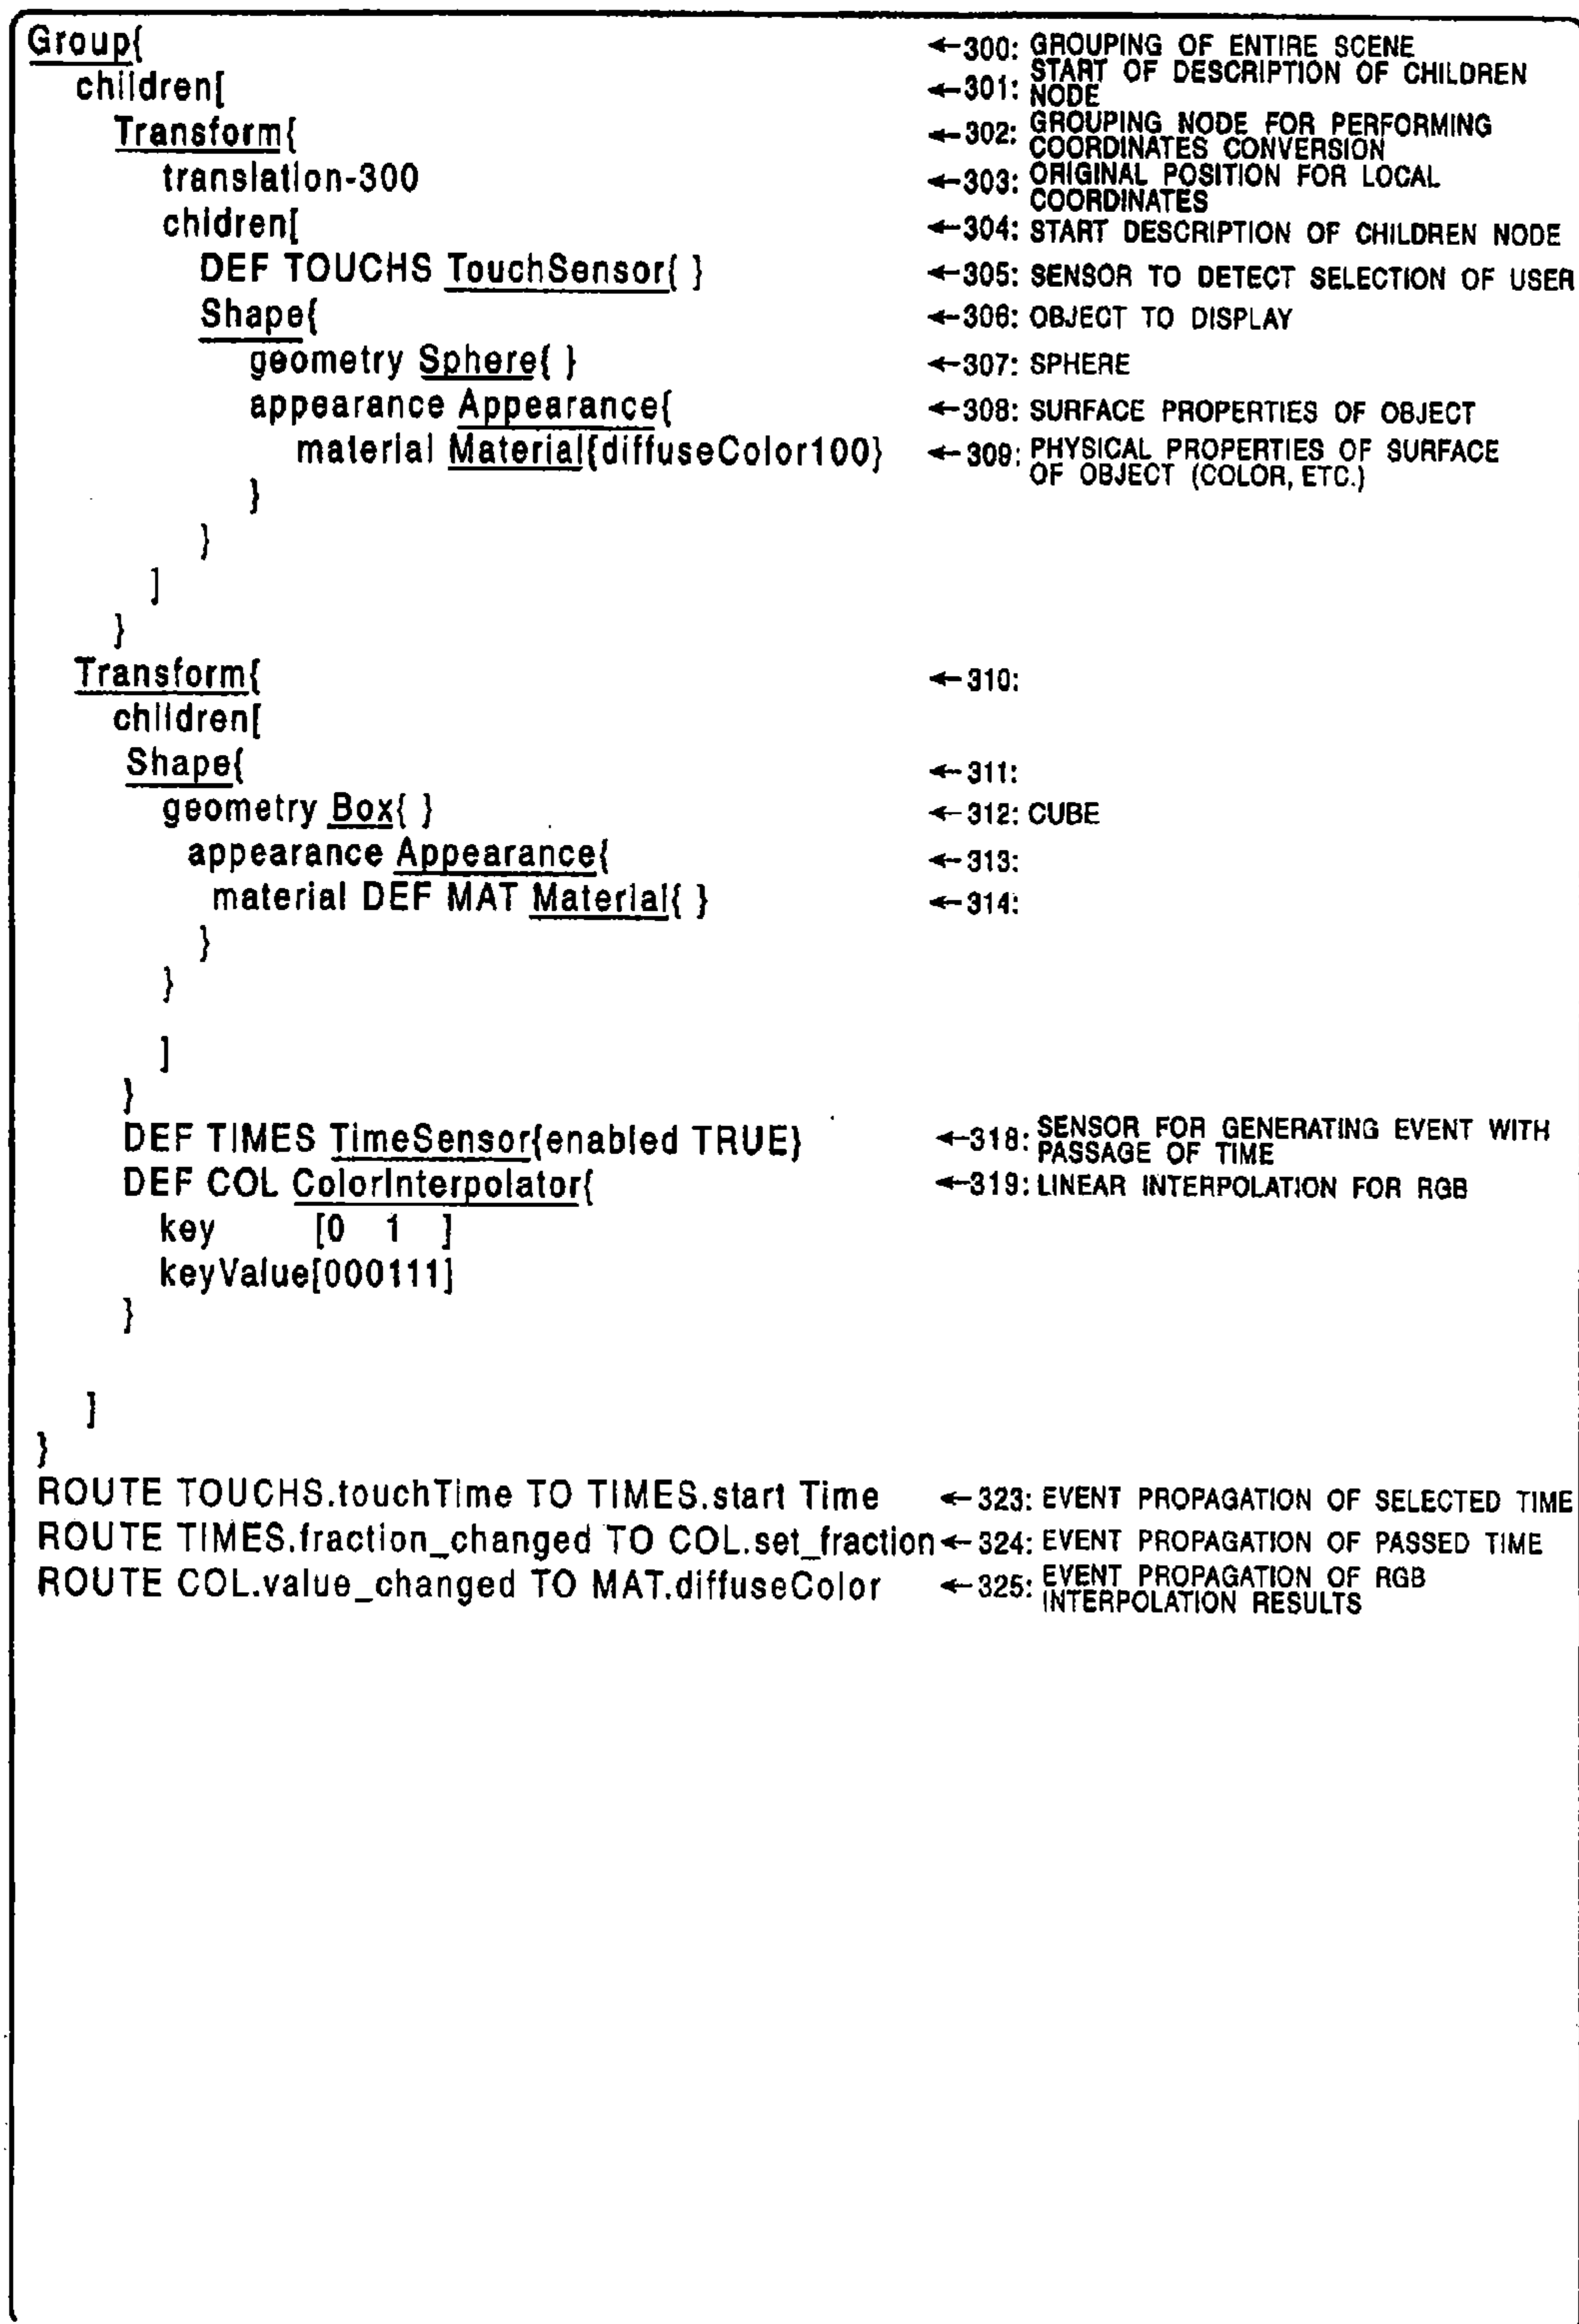 Group{ ←300: GROUPING OF ENTIRE SCENE
children[ ←301: START OF DESCRIPTION OF CHILDREN NODE
Transform{ ←302: GROUPING NODE FOR PERFORMING COORDINATES CONVERSION
translation-300 ←303: ORIGINAL POSITION FOR LOCAL COORDINATES
chidren[ ←304: START DESCRIPTION OF CHILDREN NODE
DEF TOUCHS TouchSensor{ } ←305: SENSOR TO DETECT SELECTION OF USER
Shape{ ←306: OBJECT TO DISPLAY
geometry Sphere{ } ←307: SPHERE
appearance Appearance{ ←308: SURFACE PROPERTIES OF OBJECT
material Material{diffuseColor100} ←309: PHYSICAL PROPERTIES OF SURFACE OF OBJECT (COLOR, ETC.)
}
}
]
}
Transform{ ←310:
children[
Shape{ ←311:
geometry Box{ } ←312: CUBE
appearance Appearance{ ←313:
material DEF MAT Material{ } ←314:
}
}
]
}
DEF TIMES TimeSensor{enabled TRUE} ←318: SENSOR FOR GENERATING EVENT WITH PASSAGE OF TIME
DEF COL ColorInterpolator{ ←319: LINEAR INTERPOLATION FOR RGB
key [0 1 ]
keyValue[000111]
}
]
}
ROUTE TOUCHS.touchTime TO TIMES.start Time ←323: EVENT PROPAGATION OF SELECTED TIME
ROUTE TIMES.fraction_changed TO COL.set_fraction ←324: EVENT PROPAGATION OF PASSED TIME
ROUTE COL.value_changed TO MAT.diffuseColor ←325: EVENT PROPAGATION OF RGB INTERPOLATION RESULTS